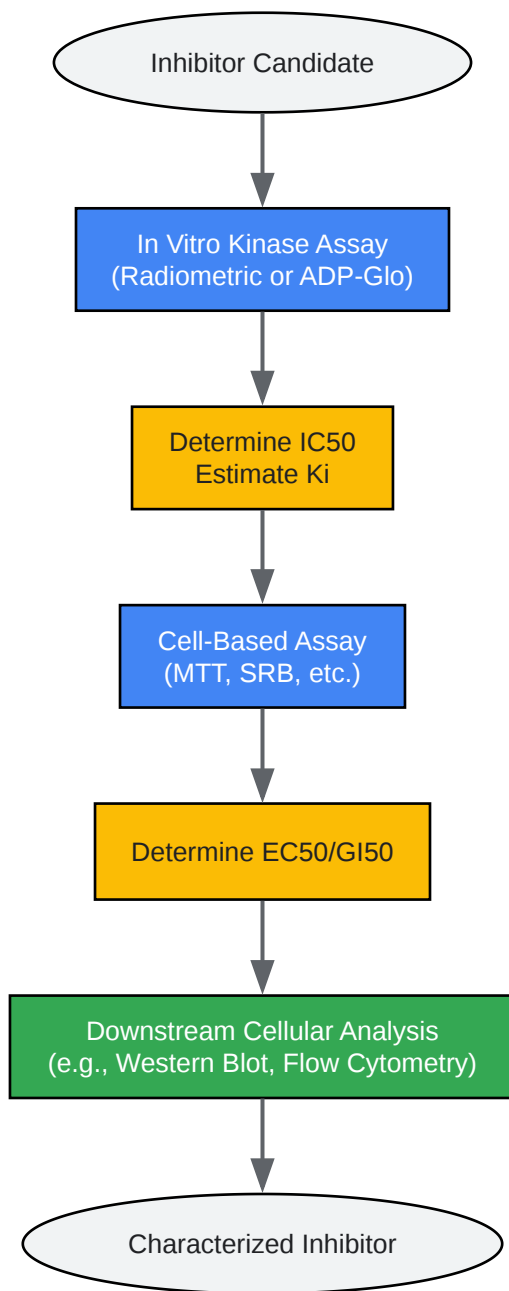 Inhibitor Candidate
In Vitro Kinase Assay
(Radiometric or ADP-Glo)
Determine IC50
Estimate Ki
Cell-Based Assay
(MTT, SRB, etc.)
Determine EC50/GI50
Downstream Cellular Analysis
(e.g., Western Blot, Flow Cytometry)
Characterized Inhibitor